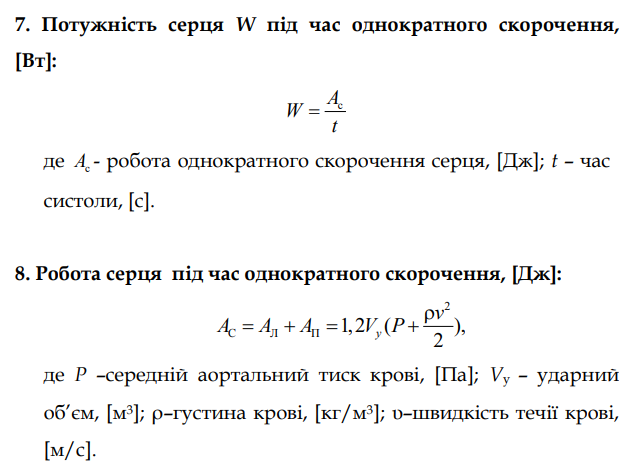 7. Потужність серця W під час однократного скорочення,
[Вт]:
W = Aс / t
де Aс - робота однократного скорочення серця, [Дж]; t – час
систоли, [с].
8. Робота серця під час однократного скорочення, [Дж]:
AС = AЛ + AП = 1,2Vy(P + ρv²/2),
де P –середній аортальний тиск крові, [Па]; Vy – ударний
об’єм, [м³]; ρ–густина крові, [кг/м³]; υ–швидкість течії крові,
[м/с].